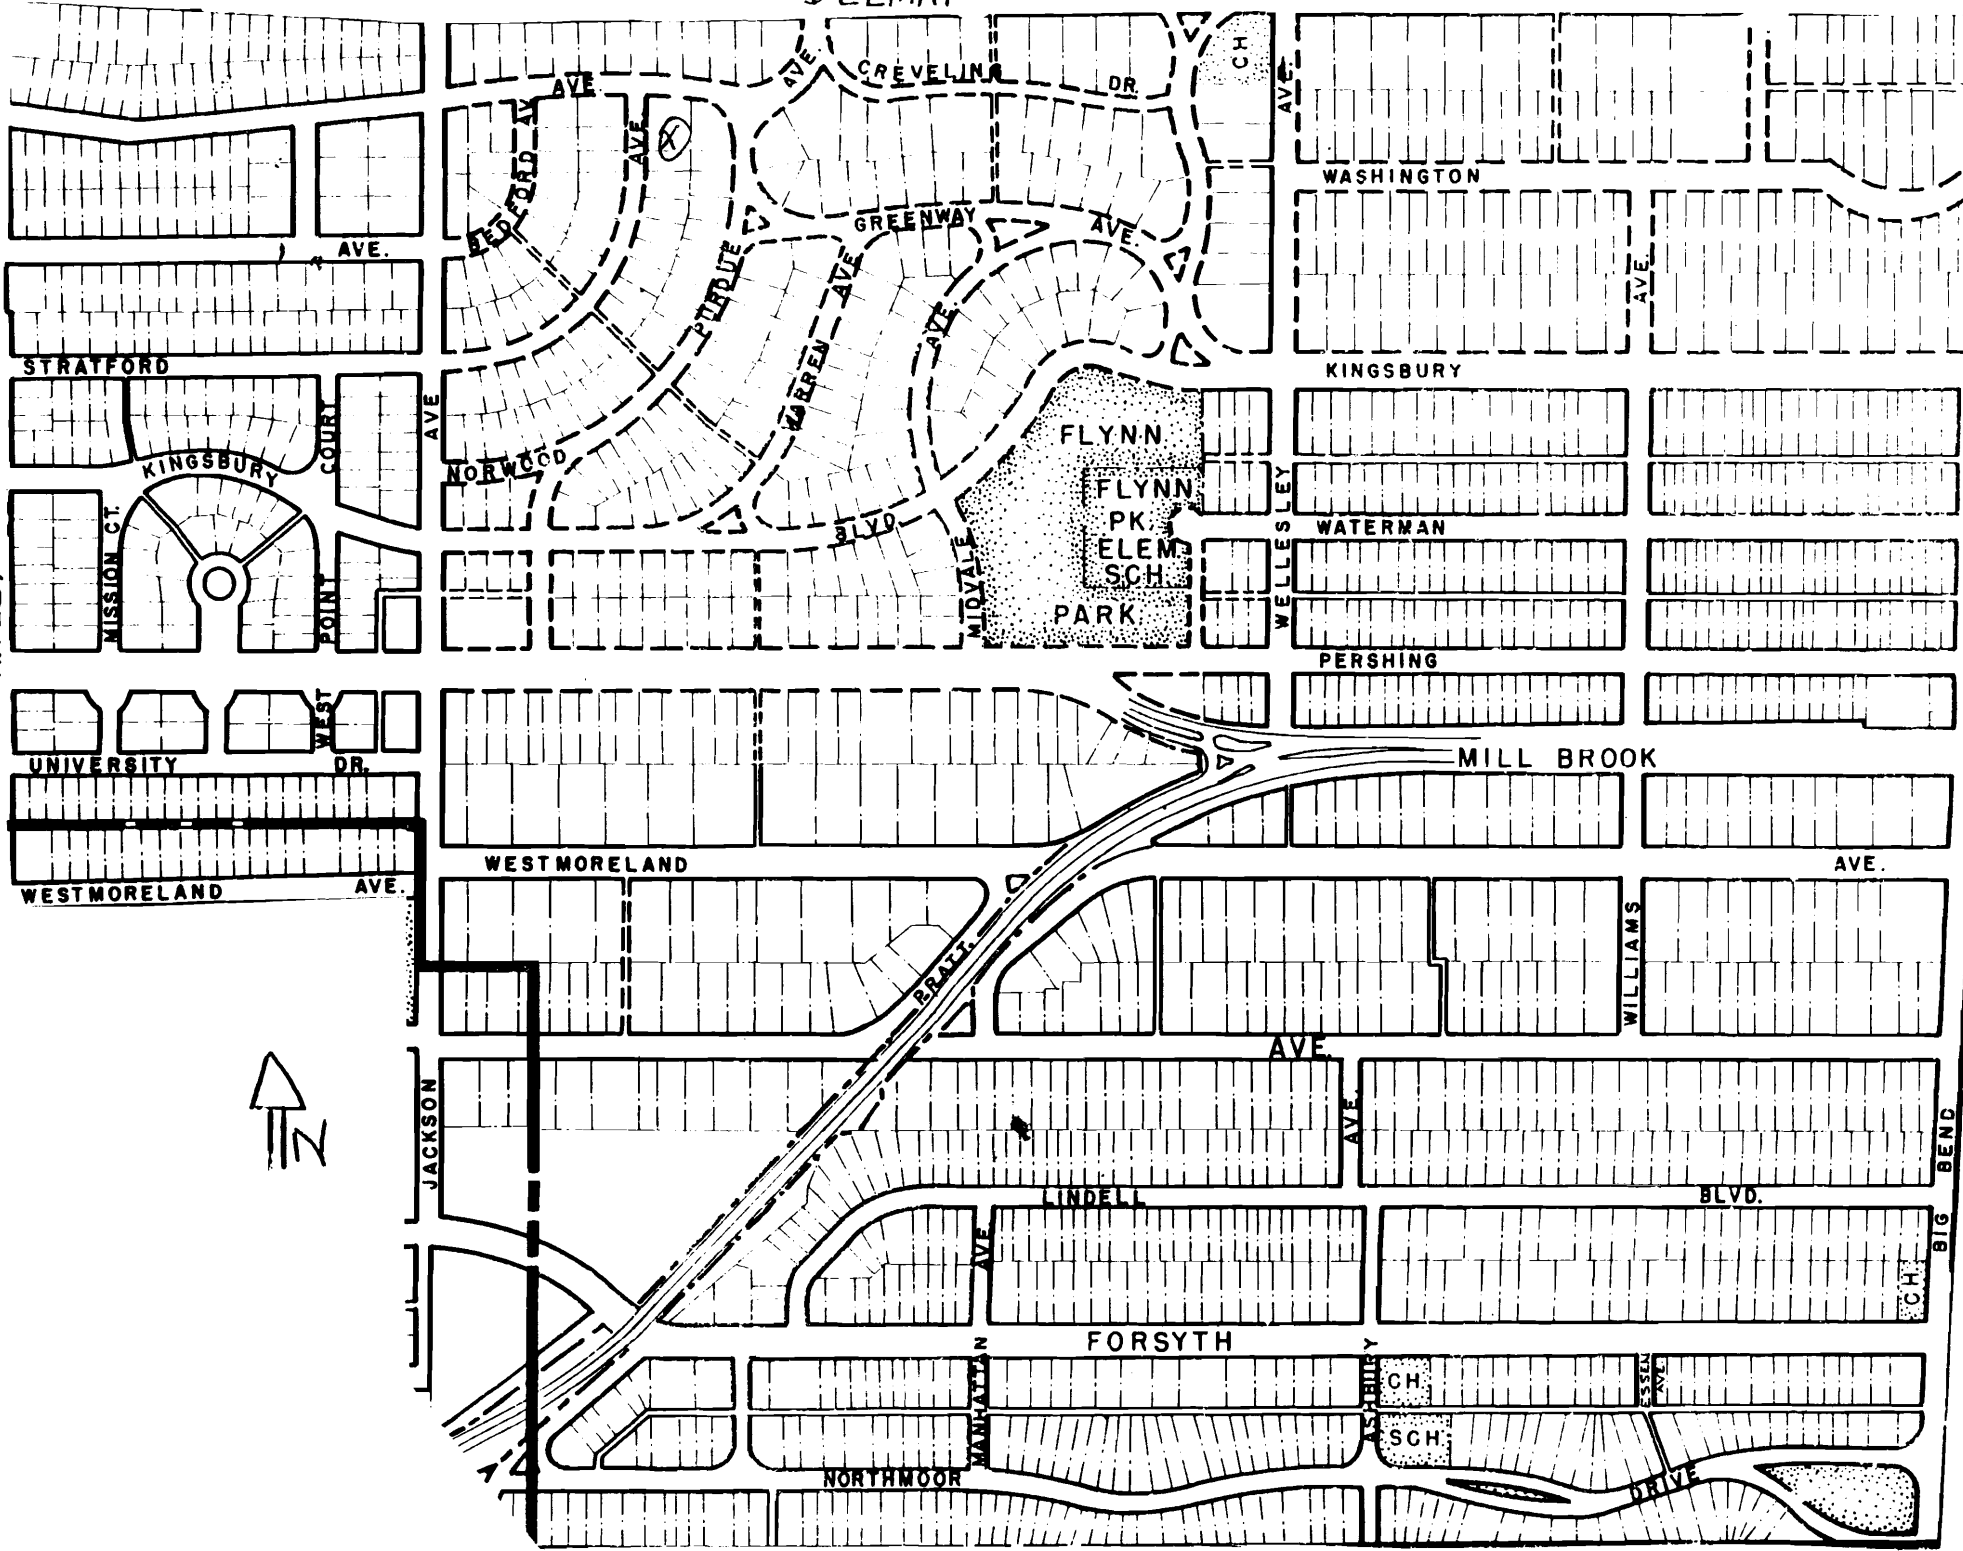 CH
AVE.
CREVELIN
DR.
AVE.
AVE
BEDFORD AV
AVE
X
WASHINGTON
GREENWAY
AVE.
AVE.
PURDUE
WARREN AVE
AVE.
AVE.
STRATFORD
KINGSBURY
COURT
AVE
FLYNN
KINGSBURY
NORWOOD
FLYNN
PK.
ELEM.
SCH.
PARK
WELLESLEY
WATERMAN
BLVD
MIDVALE
MISSION CT.
POINT
WEST
PERSHING
UNIVERSITY
DR.
MILL BROOK
WESTMORELAND
AVE.
WESTMORELAND
AVE.
WILLIAMS
PRATT.
AVE.
N
JACKSON
AVE.
BIG BEND
LINDELL
BLVD.
AVE
CH
FORSYTH
MANHATTAN
ASHBURY
CH
ESSEX AVE
SCH
NORTHMOOR
DRIVE